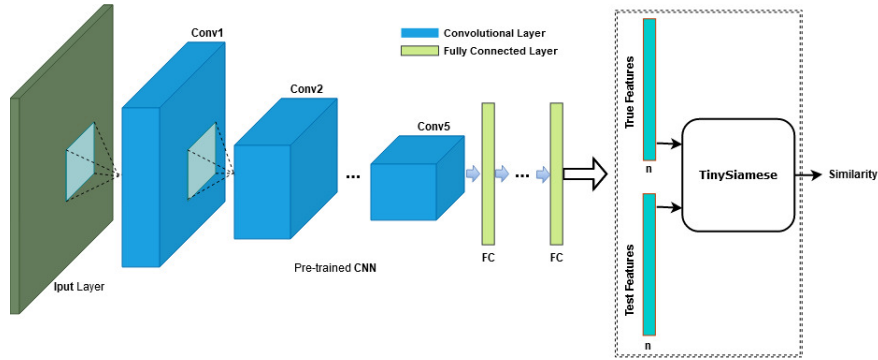 Conv1
Conv2
...
Conv5
Convolutional Layer
Fully Connected Layer
...
FC
FC
Iput Layer
Pre-trained CNN
True Features
n
Test Features
n
TinySiamese
Similarity